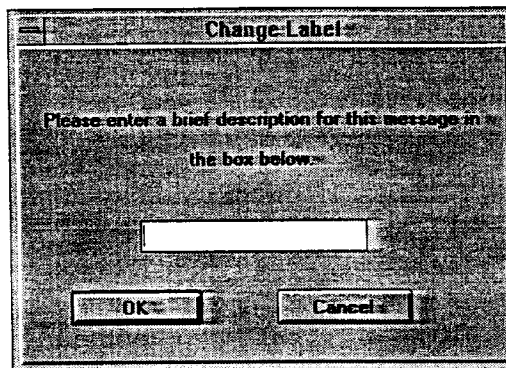 Change Label
Please enter a brief description for this message in
the box below.
OK
Cancel